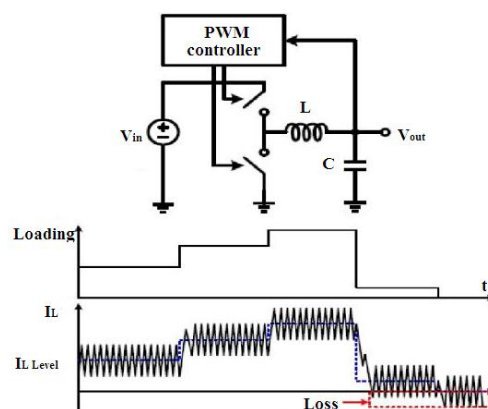 PWM
controller
L
Vin
Vout
C
Loading
t
IL
IL Level
Loss